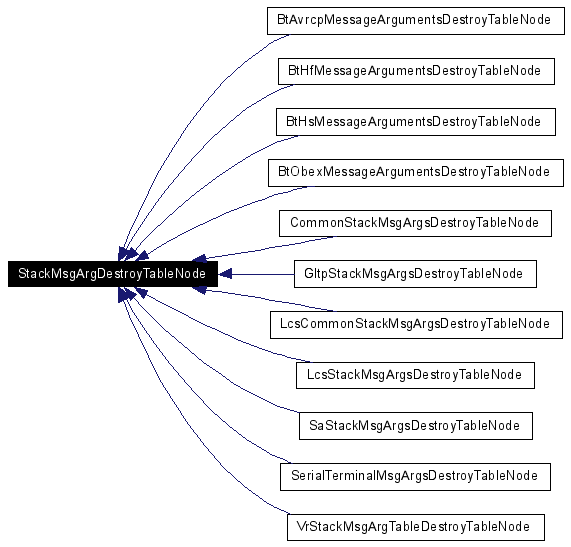 BtAvrcpMessageArgumentsDestroyTableNode
BtHfMessageArgumentsDestroyTableNode
BtHsMessageArgumentsDestroyTableNode
BtObexMessageArgumentsDestroyTableNode
CommonStackMsgArgsDestroyTableNode
StackMsgArgDestroyTableNode
GltpStackMsgArgsDestroyTableNode
LcsCommonStackMsgArgsDestroyTableNode
LcsStackMsgArgsDestroyTableNode
SaStackMsgArgsDestroyTableNode
SerialTerminalMsgArgsDestroyTableNode
VrStackMsgArgTableDestroyTableNode